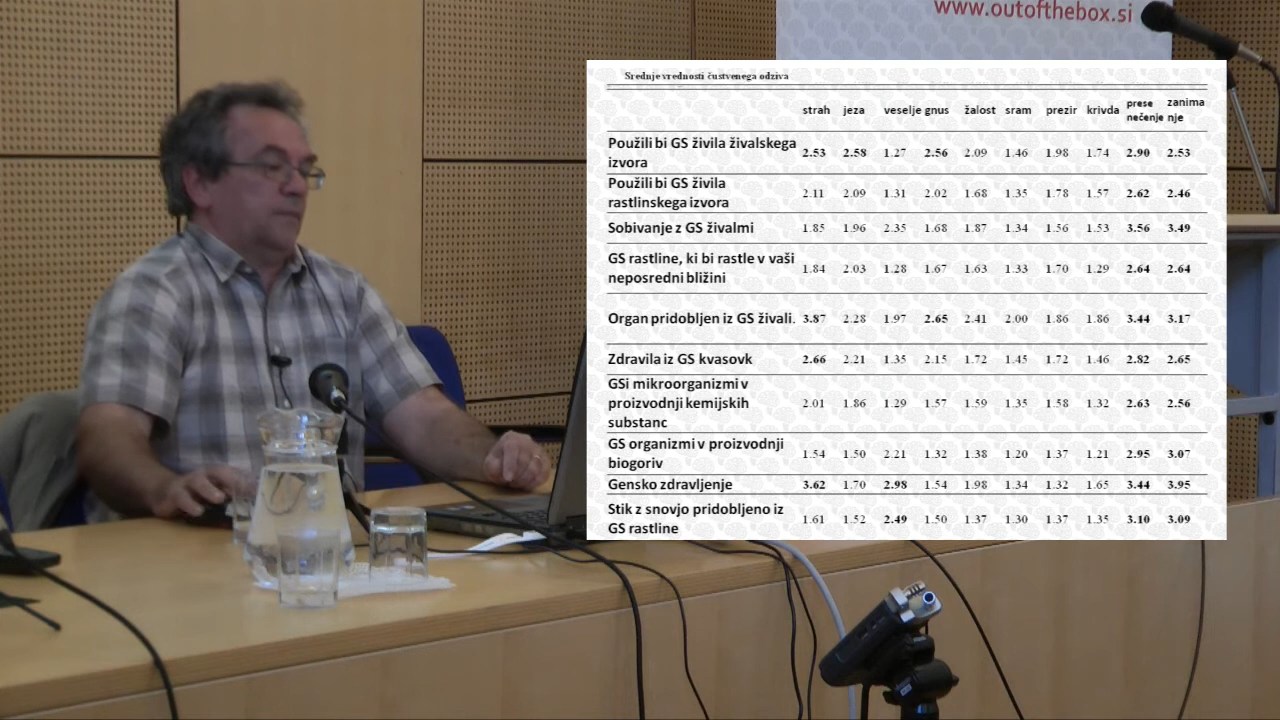 www.outofthebox.si
Srednje vrednosti čustvenega odziva
strah jeza veselje gnus žalost sram prezir krivda prese nečenje zanima nje
Použili bi GS živila živalskega izvora 2.53 2.58 1.27 2.56 2.09 1.46 1.98 1.74 2.90 2.53
Použili bi GS živila rastlinskega izvora 2.11 2.09 1.31 2.02 1.68 1.35 1.78 1.57 2.62 2.46
Sobivanje z GS živalmi 1.85 1.96 2.35 1.68 1.87 1.34 1.56 1.53 3.56 3.49
GS rastline, ki bi rastle v vaši neposredni bližini 1.84 2.03 1.28 1.67 1.63 1.33 1.70 1.29 2.64 2.64
Organ pridobljen iz GS živali. 3.87 2.28 1.97 2.65 2.41 2.00 1.86 1.86 3.44 3.17
Zdravila iz GS kvasovk 2.66 2.21 1.35 2.15 1.72 1.45 1.72 1.46 2.82 2.65
GSi mikroorganizmi v proizvodnji kemijskih substanc 2.01 1.86 1.29 1.57 1.59 1.35 1.58 1.32 2.63 2.56
GS organizmi v proizvodnji biogoriv 1.54 1.50 2.21 1.32 1.38 1.20 1.37 1.21 2.95 3.07
Gensko zdravljenje 3.62 1.70 2.98 1.54 1.98 1.34 1.32 1.65 3.44 3.95
Stik z snovjo pridobljeno iz GS rastline 1.61 1.52 2.49 1.50 1.37 1.30 1.37 1.35 3.10 3.09